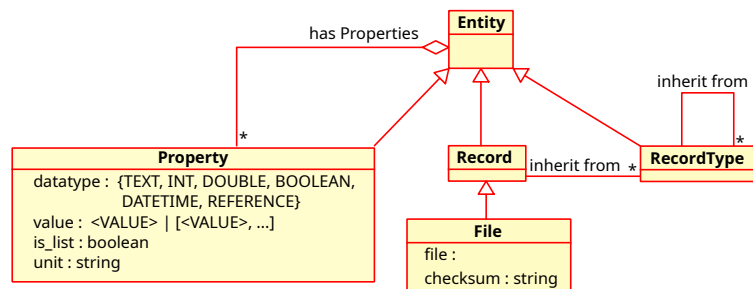 Entity
has Properties
*
inherit from
*
Property
datatype : {TEXT, INT, DOUBLE, BOOLEAN,
DATETIME, REFERENCE}
value : <VALUE> | [<VALUE>, ...]
is_list : boolean
unit : string
Record
inherit from
*
RecordType
File
file :
checksum : string